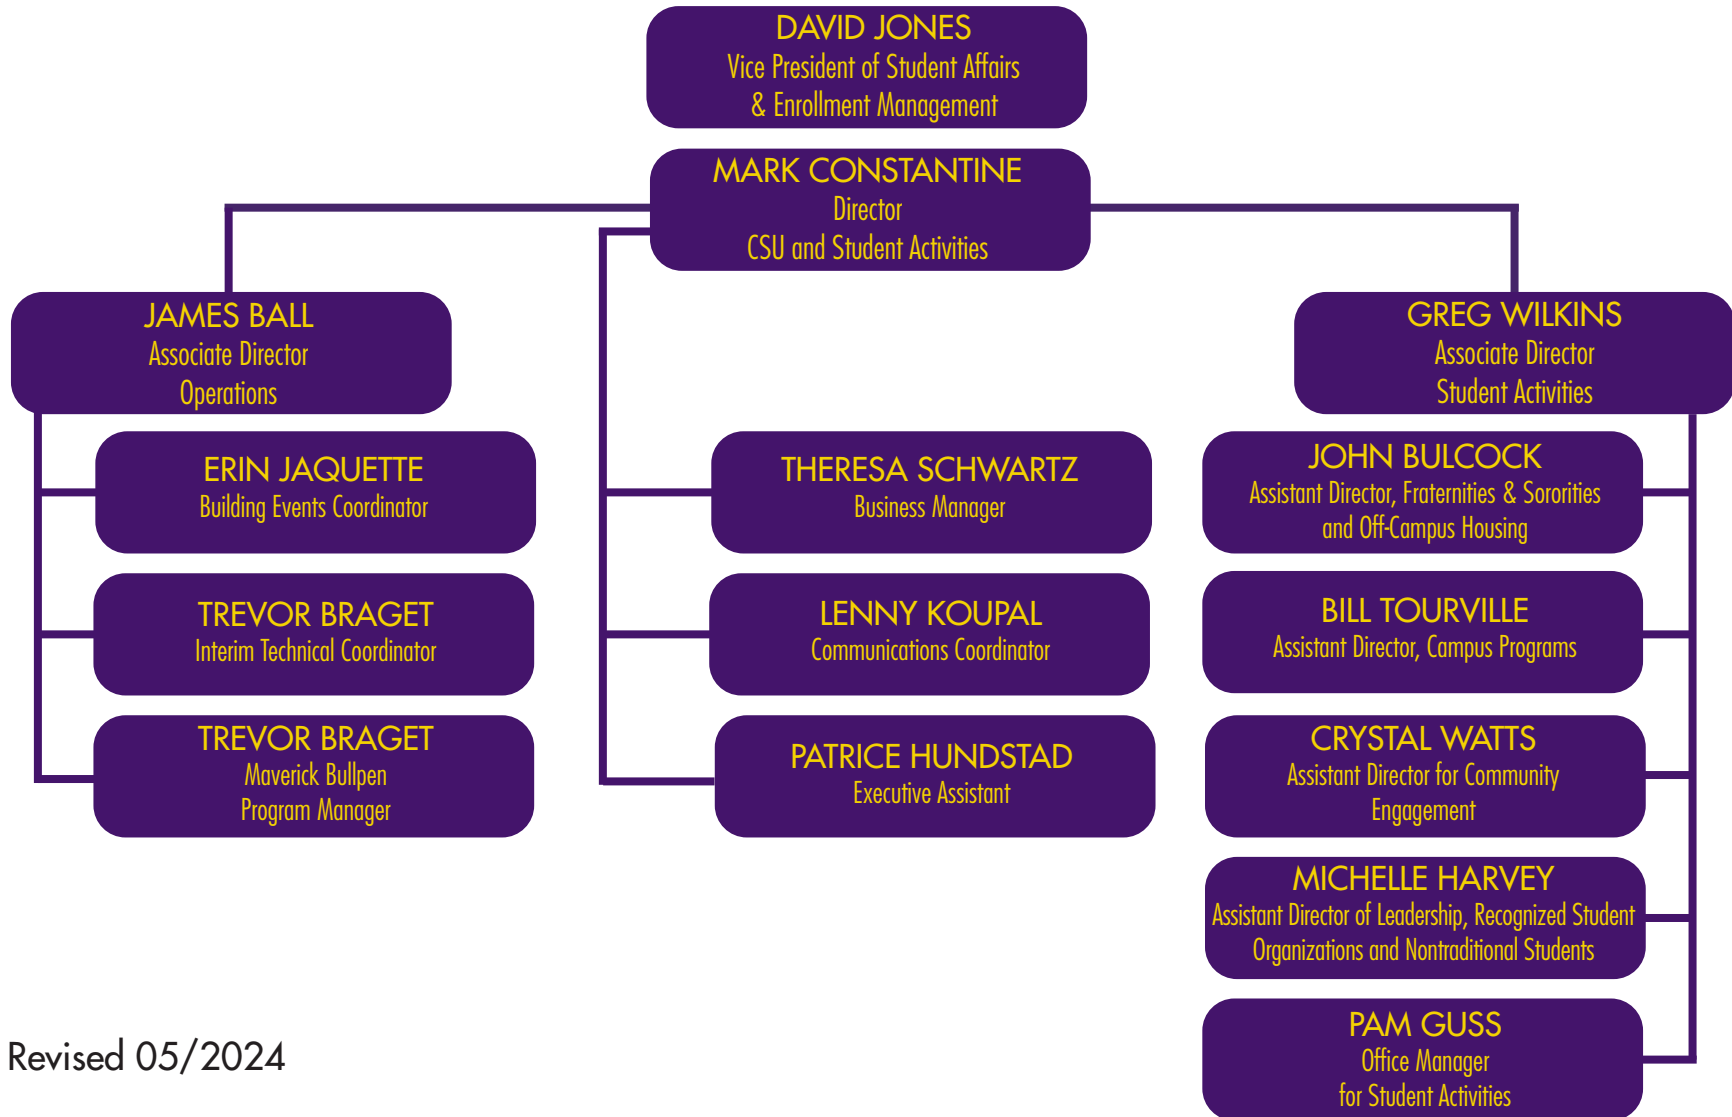 DAVID JONES
Vice President of Student Affairs
& Enrollment Management
MARK CONSTANTINE
Director
CSU and Student Activities
JAMES BALL
Associate Director
Operations
ERIN JAQUETTE
Building Events Coordinator
TREVOR BRAGET
Interim Technical Coordinator
TREVOR BRAGET
Maverick Bullpen
Program Manager
THERESA SCHWARTZ
Business Manager
LENNY KOUPAL
Communications Coordinator
PATRICE HUNDSTAD
Executive Assistant
GREG WILKINS
Associate Director
Student Activities
JOHN BULCOCK
Assistant Director, Fraternities & Sororities
and Off-Campus Housing
BILL TOURVILLE
Assistant Director, Campus Programs
CRYSTAL WATTS
Assistant Director for Community
Engagement
MICHELLE HARVEY
Assistant Director of Leadership, Recognized Student
Organizations and Nontraditional Students
PAM GUSS
Office Manager
for Student Activities
Revised 05/2024